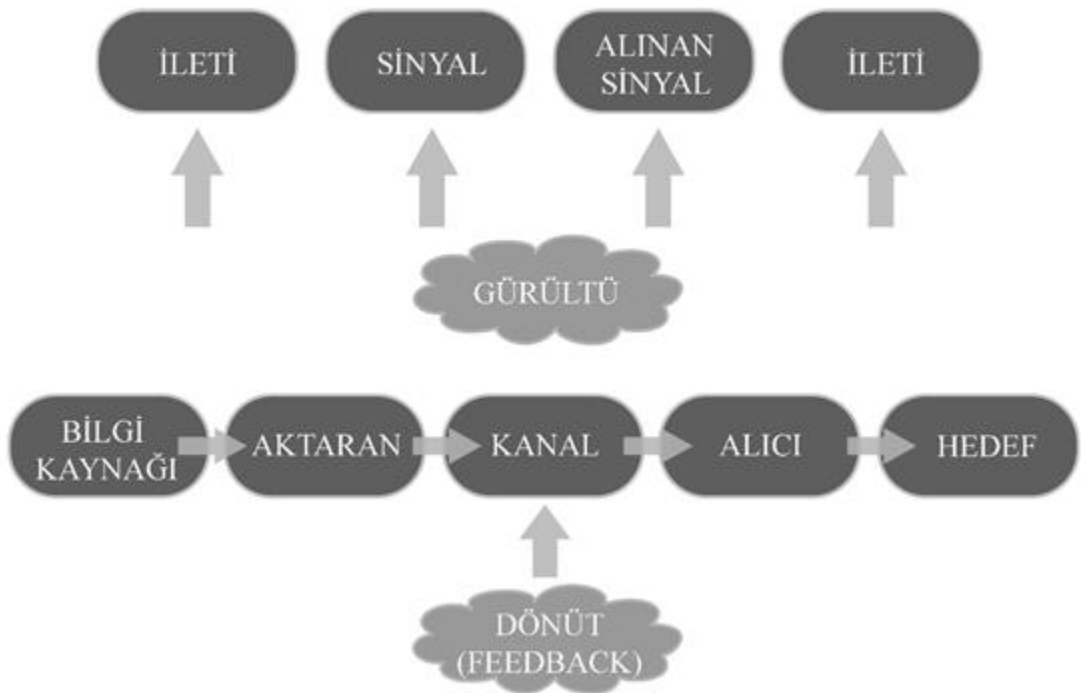 İLETİ
SİNYAL
ALINAN
SİNYAL
İLETİ
GÜRÜLTÜ
BİLGİ
KAYNAĞI
AKTARAN
KANAL
ALICI
HEDEF
DÖNÜT
(FEEDBACK)